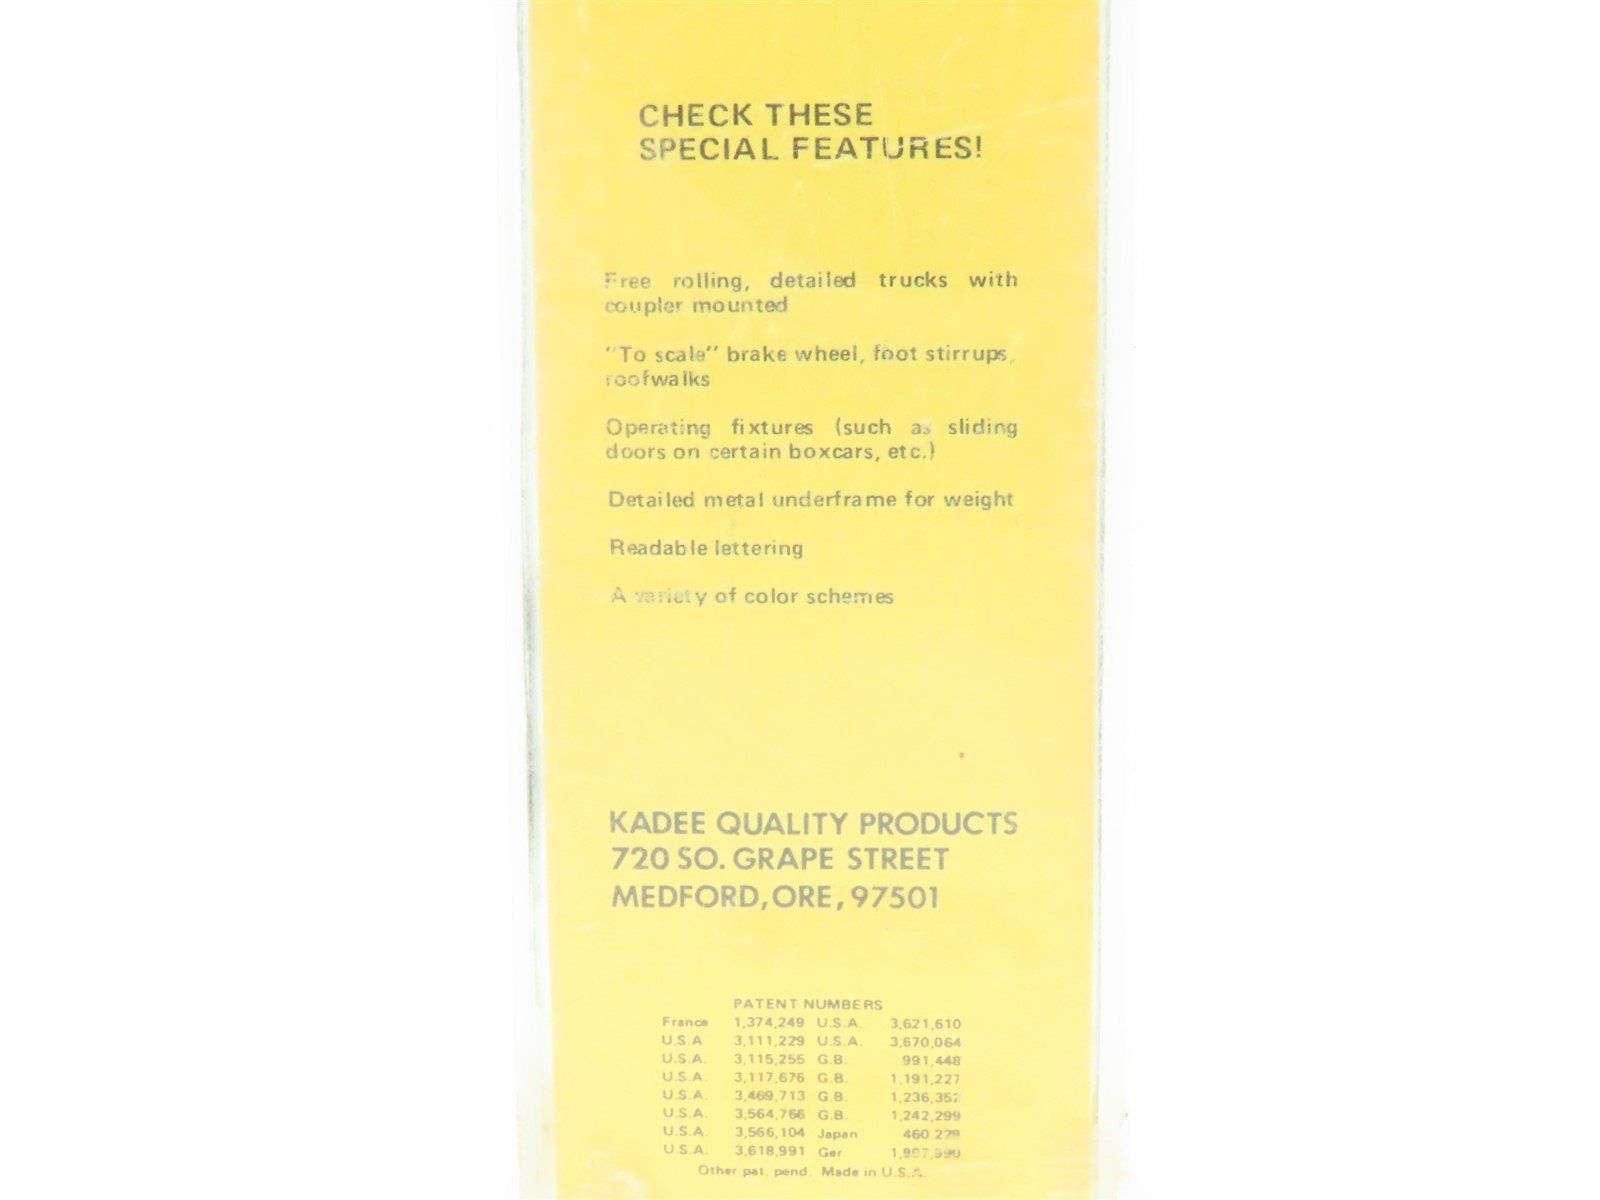 CHECK THESE
SPECIAL FEATURES!
Free rolling, detailed trucks with
coupler mounted
"To scale" brake wheel, foot stirrups,
roofwalks
Operating fixtures (such as sliding
doors on certain boxcars, etc.)
Detailed metal underframe for weight
Readable lettering
A variety of color schemes
KADEE QUALITY PRODUCTS
720 SO. GRAPE STREET
MEDFORD, ORE, 97501
PATENT NUMBERS
France 1,374,249 U.S.A. 3,621,610
U.S.A 3,111,229 U.S.A. 3,670,064
U.S.A. 3,115,255 G.B. 991,448
U.S.A. 3,117,676 G.B. 1,191,227
U.S.A. 3,469,713 G.B. 1,236,352
U.S.A. 3,564,766 G.B. 1,242,299
U.S.A. 3,566,104 Japan 460 228
U.S.A. 3,618,991 Ger.
Other pat. pend. Made in U.S.A.